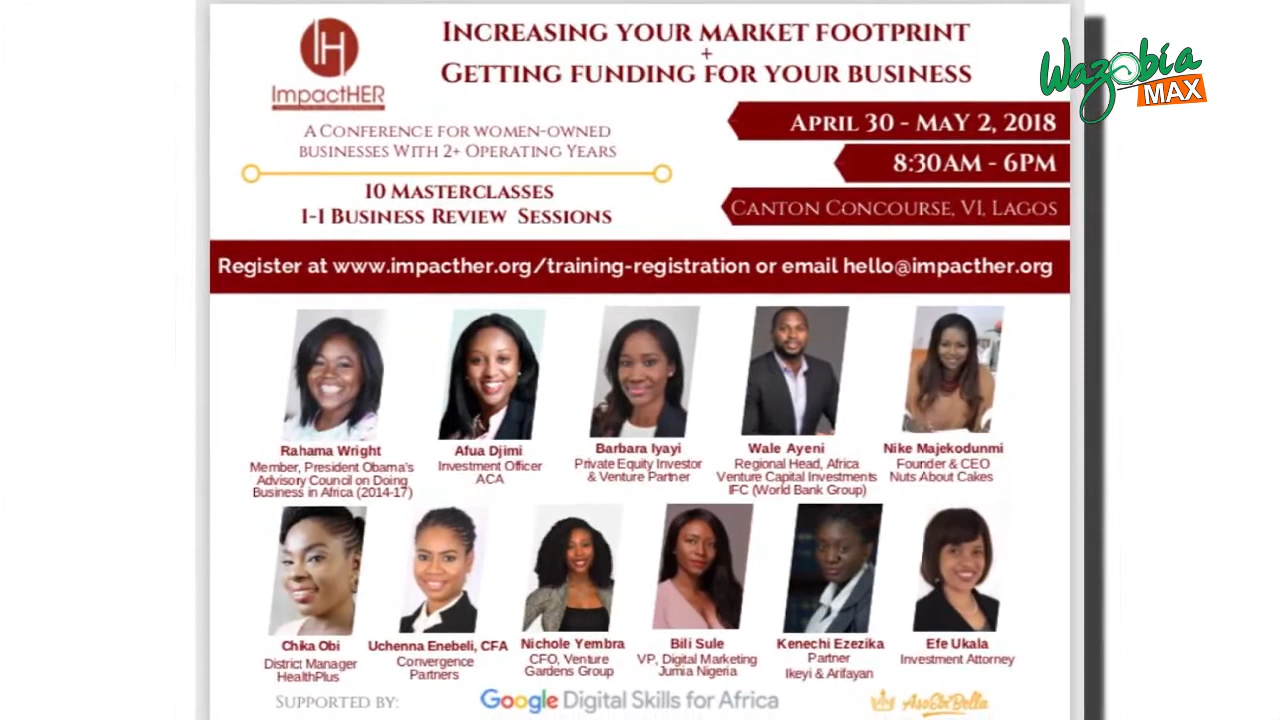 IH
ImpactHER
INCREASING YOUR MARKET FOOTPRINT
+
GETTING FUNDING FOR YOUR BUSINESS
Wazobia
MAX
A CONFERENCE FOR WOMEN-OWNED
BUSINESSES WITH 2+ OPERATING YEARS
10 MASTERCLASSES
1-1 BUSINESS REVIEW SESSIONS
APRIL 30 - MAY 2, 2018
8:30AM - 6PM
CANTON CONCOURSE, VI, LAGOS
Register at www.impacther.org/training-registration or email hello@impacther.org
Rahama Wright
Member, President Obama's
Advisory Council on Doing
Business in Africa (2014-17)
Afua Djimi
Investment Officer
ACA
Barbara Iyayi
Private Equity Investor
& Venture Partner
Wale Ayeni
Regional Head, Africa
Venture Capital Investments
IFC (World Bank Group)
Nike Majekodunmi
Founder & CEO
Nuts About Cakes
Chika Obi
District Manager
HealthPlus
Uchenna Enebeli, CFA
Convergence
Partners
Nichole Yembra
CFO, Venture
Gardens Group
Bili Sule
VP, Digital Marketing
Jumia Nigeria
Kenechi Ezezika
Partner
Ikeyi & Arifayan
Efe Ukala
Investment Attorney
SUPPORTED BY:
Google Digital Skills for Africa
AsoEbiBella